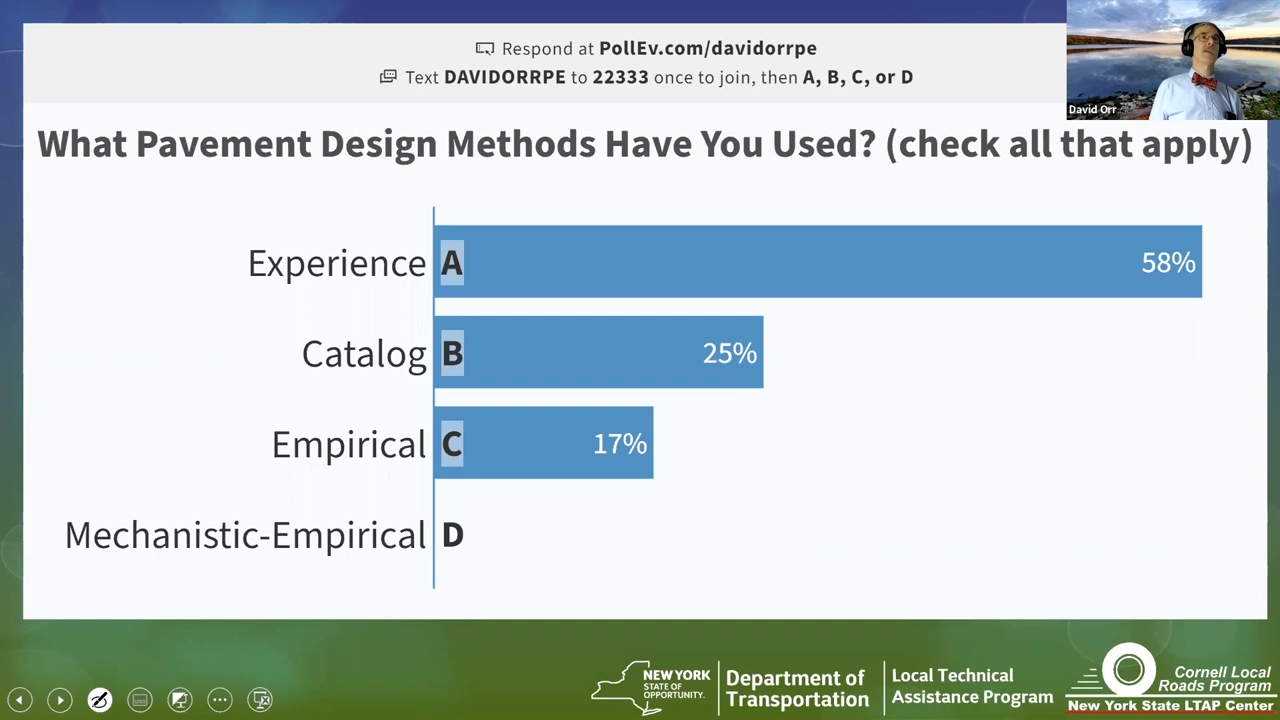 Respond at PollEv.com/davidorrpe
Text DAVIDORRPE to 22333 once to join, then A, B, C, or D
David Orr
What Pavement Design Methods Have You Used? (check all that apply)
Experience A 58%
Catalog B 25%
Empirical C 17%
Mechanistic-Empirical D
NEW YORK
STATE OF
OPPORTUNITY.
Department of
Transportation
Local Technical
Assistance Program
Cornell Local
Roads Program
New York State LTAP Center